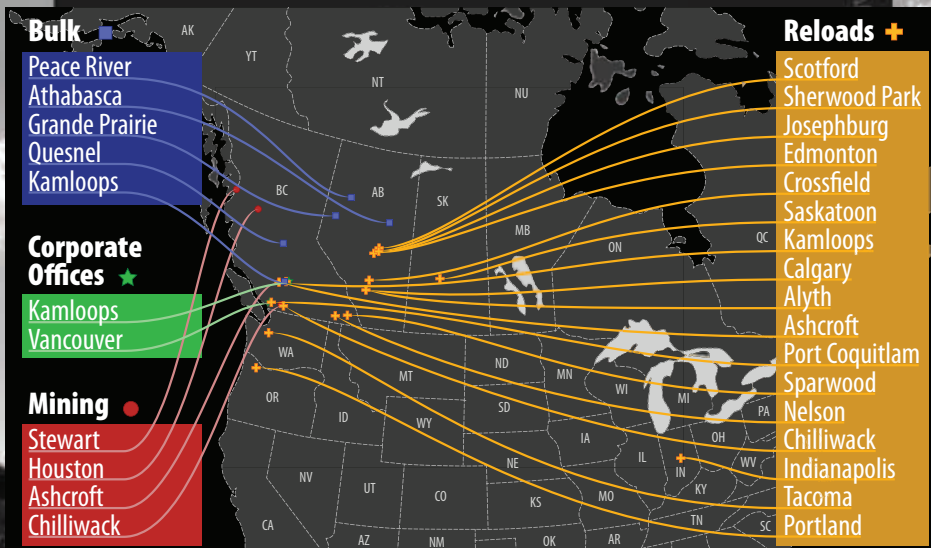 Bulk
Peace River
Athabasca
Grande Prairie
Quesnel
Kamloops
Corporate
Offices
Kamloops
Vancouver
Mining
Stewart
Houston
Ashcroft
Chilliwack
AK
YT
NT
NU
BC
AB
SK
MB
ON
QC
WA
OR
ID
MT
ND
SD
WY
NE
MN
WI
MI
IA
IL
IN
OH
PA
WV
KY
NV
UT
CO
KS
MO
CA
AZ
NM
OK
AR
TN
SC
Reloads
Scotford
Sherwood Park
Josephburg
Edmonton
Crossfield
Saskatoon
Kamloops
Calgary
Alyth
Ashcroft
Port Coquitlam
Sparwood
Nelson
Chilliwack
Indianapolis
Tacoma
Portland